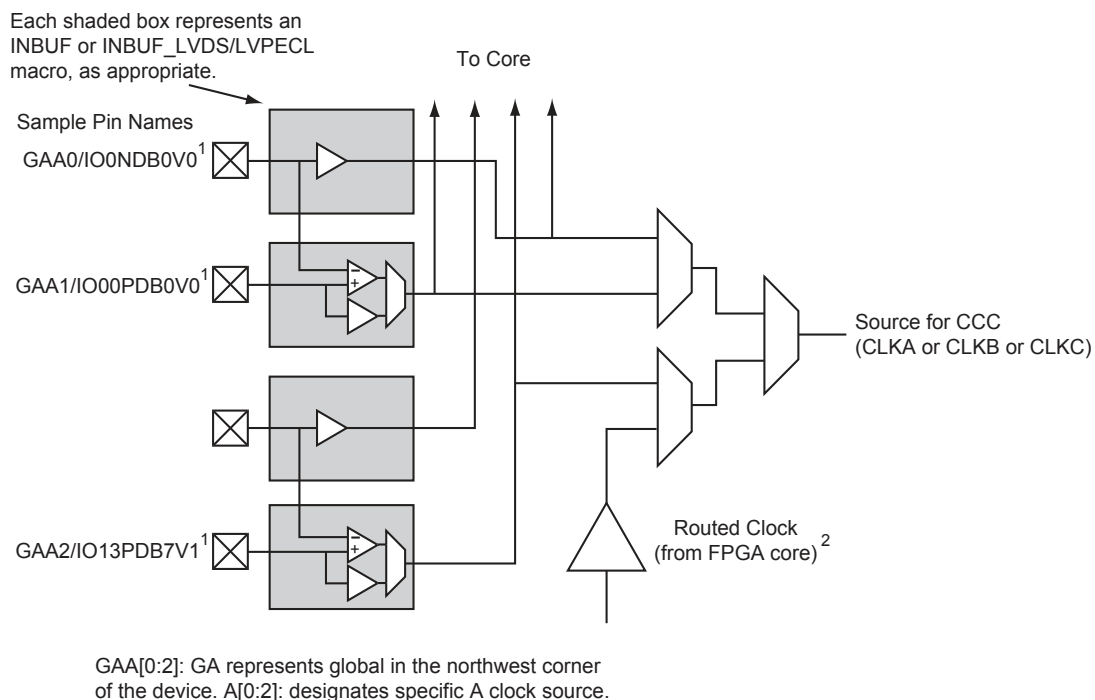 Each shaded box represents an
INBUF or INBUF_LVDS/LVPECL
macro, as appropriate.
To Core
Sample Pin Names
GAA0/IO0NDB0V0¹
GAA1/IO00PDB0V0¹
−
+
Source for CCC
(CLKA or CLKB or CLKC)
GAA2/IO13PDB7V1¹
−
+
Routed Clock
(from FPGA core)²
GAA[0:2]: GA represents global in the northwest corner
of the device. A[0:2]: designates specific A clock source.